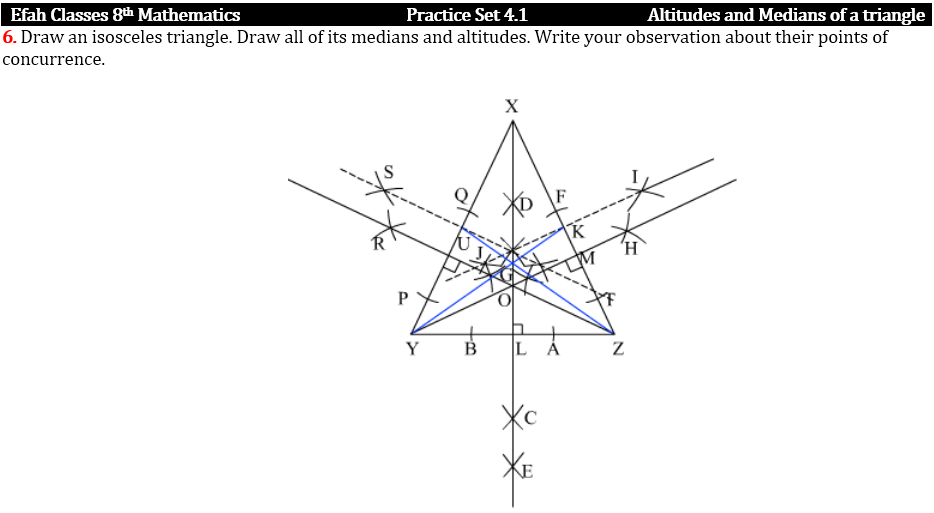 Efah Classes 8th Mathematics Practice Set 4.1 Altitudes and Medians of a triangle
6. Draw an isosceles triangle. Draw all of its medians and altitudes. Write your observation about their points of
concurrence.
X
S I
Q D F
R U K H
J M
G
P O T
Y B L A Z
C
E